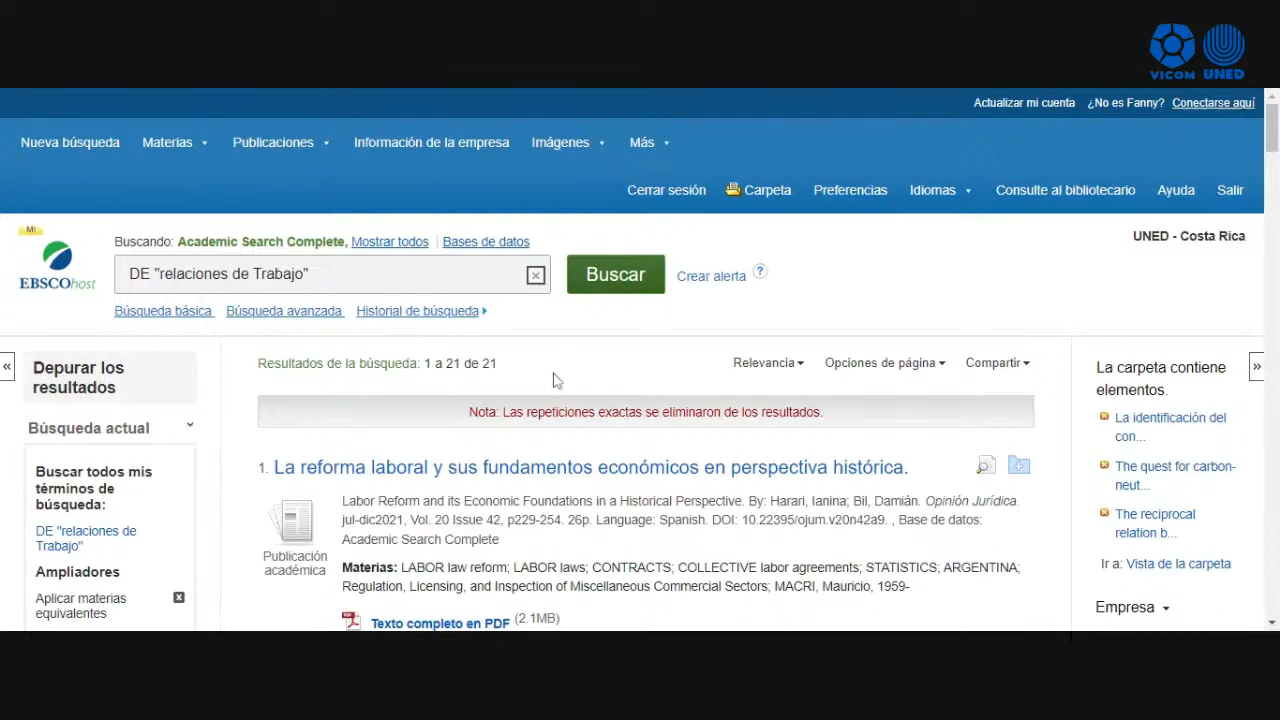 VICOM UNED
Actualizar mi cuenta ¿No es Fanny? Conectarse aquí
Nueva búsqueda Materias Publicaciones Información de la empresa Imágenes Más
Cerrar sesión Carpeta Preferencias Idiomas Consulte al bibliotecario Ayuda Salir
MI
EBSCOhost
Buscando: Academic Search Complete, Mostrar todos Bases de datos
UNED - Costa Rica
DE "relaciones de Trabajo"
Buscar
Crear alerta ?
Búsqueda básica Búsqueda avanzada Historial de búsqueda
«
Depurar los
resultados
Búsqueda actual
Buscar todos mis
términos de
búsqueda:
DE "relaciones de
Trabajo"
Ampliadores
Aplicar materias
equivalentes
Resultados de la búsqueda: 1 a 21 de 21
Relevancia Opciones de página Compartir
Nota: Las repeticiones exactas se eliminaron de los resultados.
1. La reforma laboral y sus fundamentos económicos en perspectiva histórica.
Publicación
académica
Labor Reform and its Economic Foundations in a Historical Perspective. By: Harari, Ianina; Bil, Damián. Opinión Jurídica.
jul-dic2021, Vol. 20 Issue 42, p229-254. 26p. Language: Spanish. DOI: 10.22395/ojum.v20n42a9. , Base de datos:
Academic Search Complete
Materias: LABOR law reform; LABOR laws; CONTRACTS; COLLECTIVE labor agreements; STATISTICS; ARGENTINA;
Regulation, Licensing, and Inspection of Miscellaneous Commercial Sectors; MACRI, Mauricio, 1959-
PDF Texto completo en PDF (2.1MB)
»
La carpeta contiene
elementos.
La identificación del
con...
The quest for carbon-
neut...
The reciprocal
relation b...
Ir a: Vista de la carpeta
Empresa